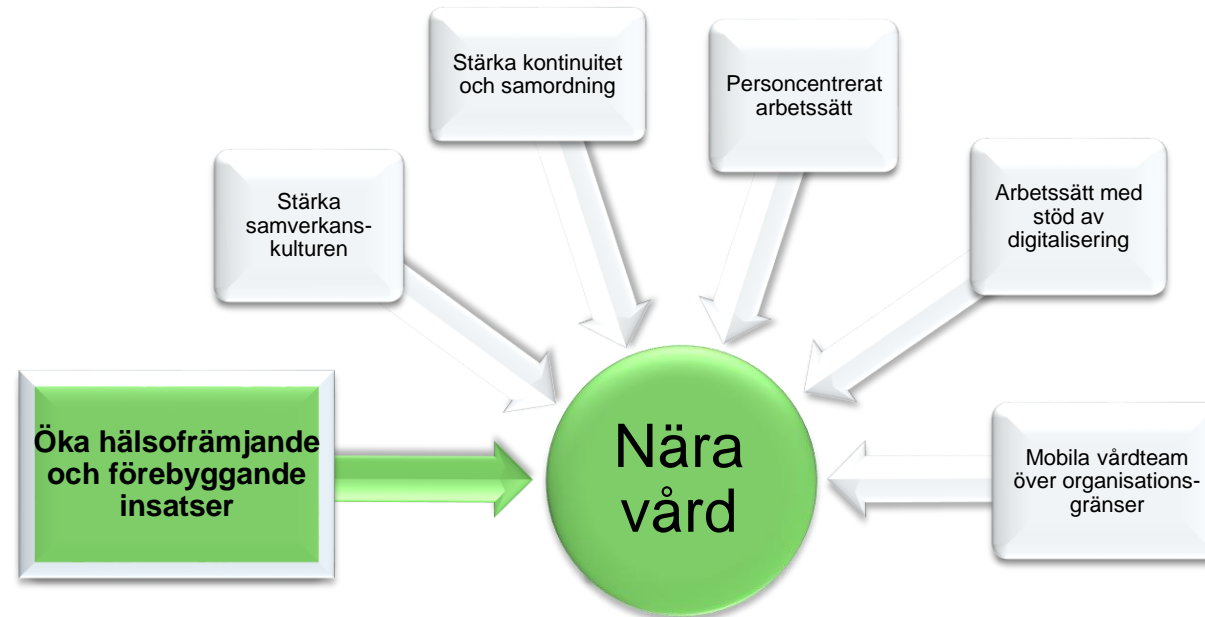 Stärka kontinuitet
och samordning
Personcentrerat
arbetssätt
Stärka
samverkans-
kulturen
Arbetssätt med
stöd av
digitalisering
Öka hälsofrämjande
och förebyggande
insatser
Nära
vård
Mobila vårdteam
över organisations-
gränser